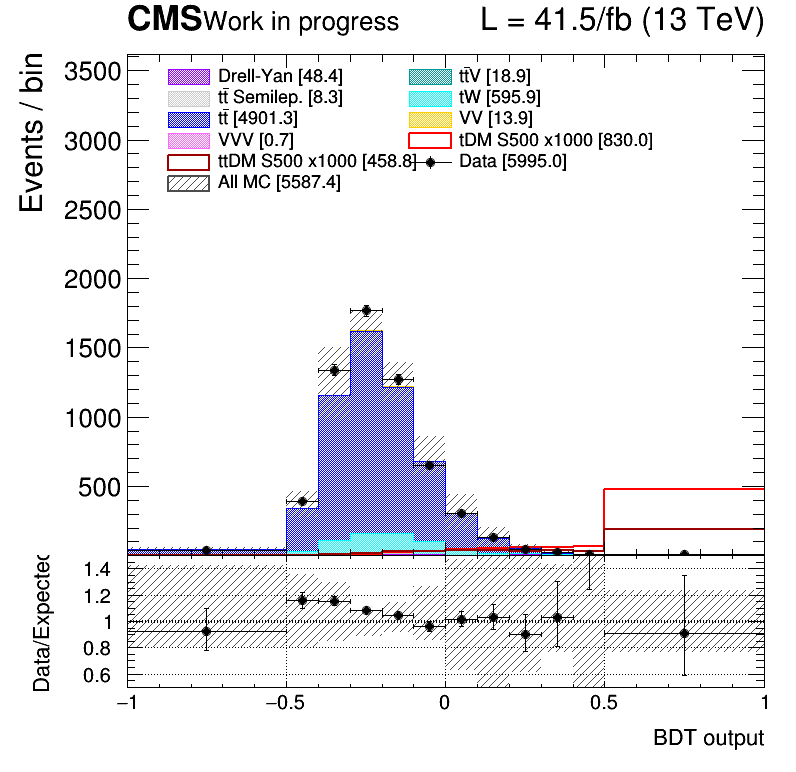 CMS Work in progress L = 41.5/fb (13 TeV)
Events / bin
3500
3000
2500
2000
1500
1000
500
Drell-Yan [48.4] tt̄V [18.9]
tt̄ Semilep. [8.3] tW [595.9]
tt̄ [4901.3] VV [13.9]
VVV [0.7] tDM S500 x1000 [830.0]
ttDM S500 x1000 [458.8] Data [5995.0]
All MC [5587.4]
Data/Expected
1.4
1.2
1
0.8
0.6
−1 −0.5 0 0.5 1
BDT output